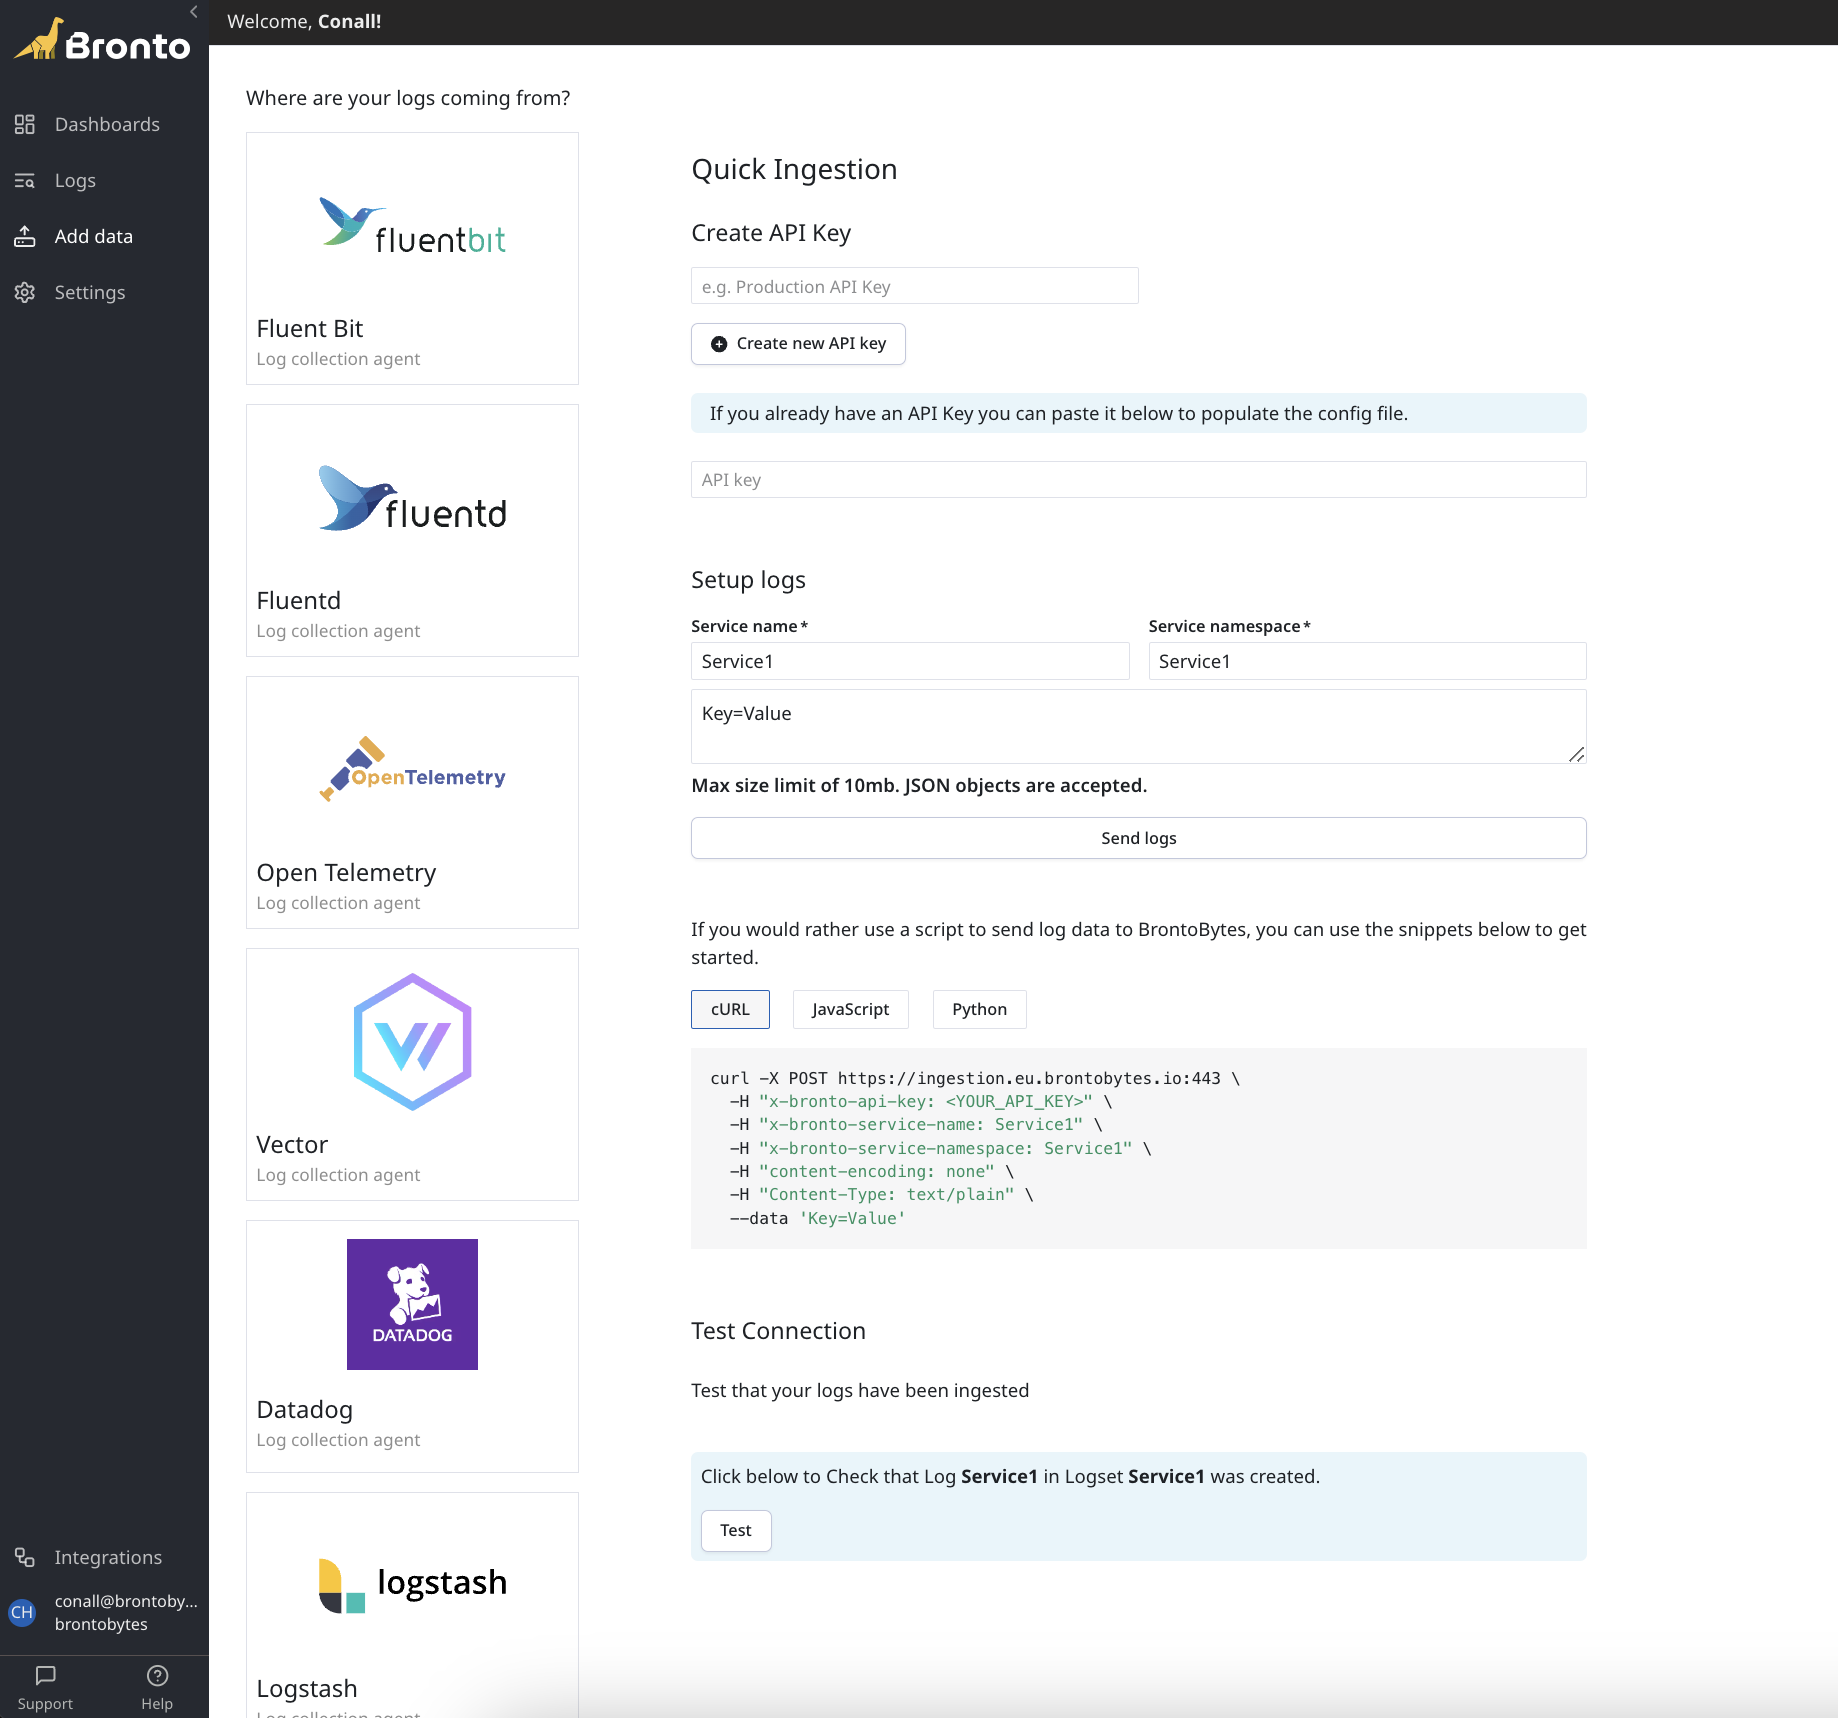 Bronto
Dashboards
Logs
Add data
Settings
Integrations
CH
conall@brontoby...
brontobytes
Support
Help
Welcome, Conall!
Where are your logs coming from?
fluentbit
Fluent Bit
Log collection agent
fluentd
Fluentd
Log collection agent
OpenTelemetry
Open Telemetry
Log collection agent
Vector
Log collection agent
DATADOG
Datadog
Log collection agent
logstash
Logstash
Log collection agent
Quick Ingestion
Create API Key
e.g. Production API Key
Create new API key
If you already have an API Key you can paste it below to populate the config file.
API key
Setup logs
Service name* Service namespace*
Service1 Service1
Key=Value
Max size limit of 10mb. JSON objects are accepted.
Send logs
If you would rather use a script to send log data to BrontoBytes, you can use the snippets below to get
started.
cURL JavaScript Python
curl -X POST https://ingestion.eu.brontobytes.io:443 \
-H "x-bronto-api-key: <YOUR_API_KEY>" \
-H "x-bronto-service-name: Service1" \
-H "x-bronto-service-namespace: Service1" \
-H "content-encoding: none" \
-H "Content-Type: text/plain" \
--data 'Key=Value'
Test Connection
Test that your logs have been ingested
Click below to Check that Log Service1 in Logset Service1 was created.
Test